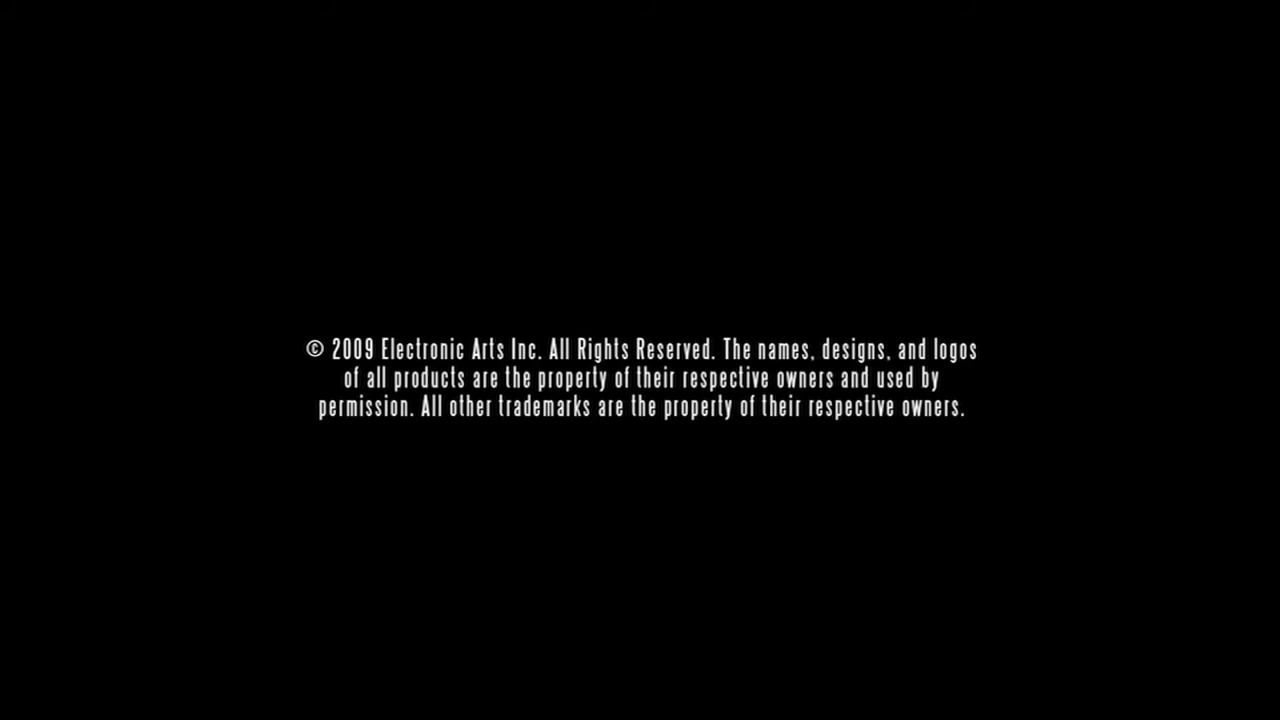 © 2009 Electronic Arts Inc. All Rights Reserved. The names, designs, and logos
of all products are the property of their respective owners and used by
permission. All other trademarks are the property of their respective owners.